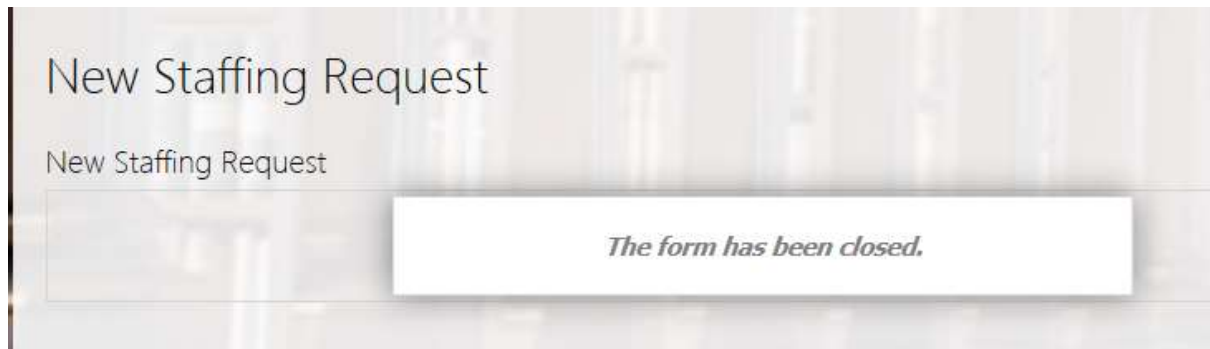 New Staffing Request
New Staffing Request
The form has been closed.